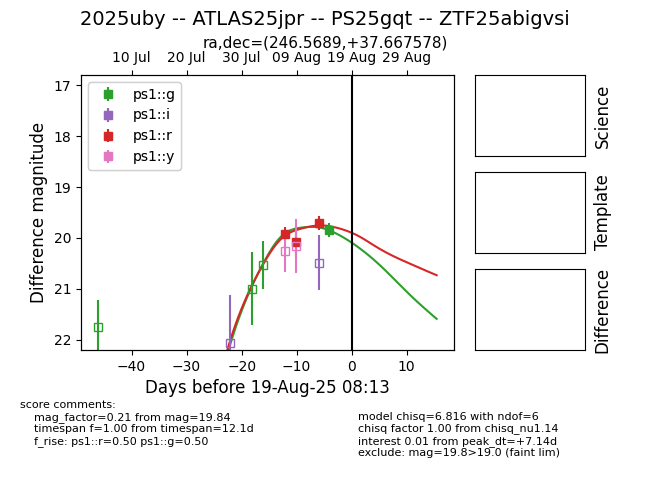 2025uby -- ATLAS25jpr -- PS25gqt -- ZTF25abigvsi
ra,dec=(246.5689,+37.667578)
10 Jul 20 Jul 30 Jul 09 Aug 19 Aug 29 Aug
17
18
19
20
21
22
Difference magnitude
ps1::g
ps1::i
ps1::r
ps1::y
−40 −30 −20 −10 0 10
Days before 19-Aug-25 08:13
Science
Template
Difference
score comments:
mag_factor=0.21 from mag=19.84
timespan f=1.00 from timespan=12.1d
f_rise: ps1::r=0.50 ps1::g=0.50
model chisq=6.816 with ndof=6
chisq factor 1.00 from chisq_nu1.14
interest 0.01 from peak_dt=+7.14d
exclude: mag=19.8>19.0 (faint lim)